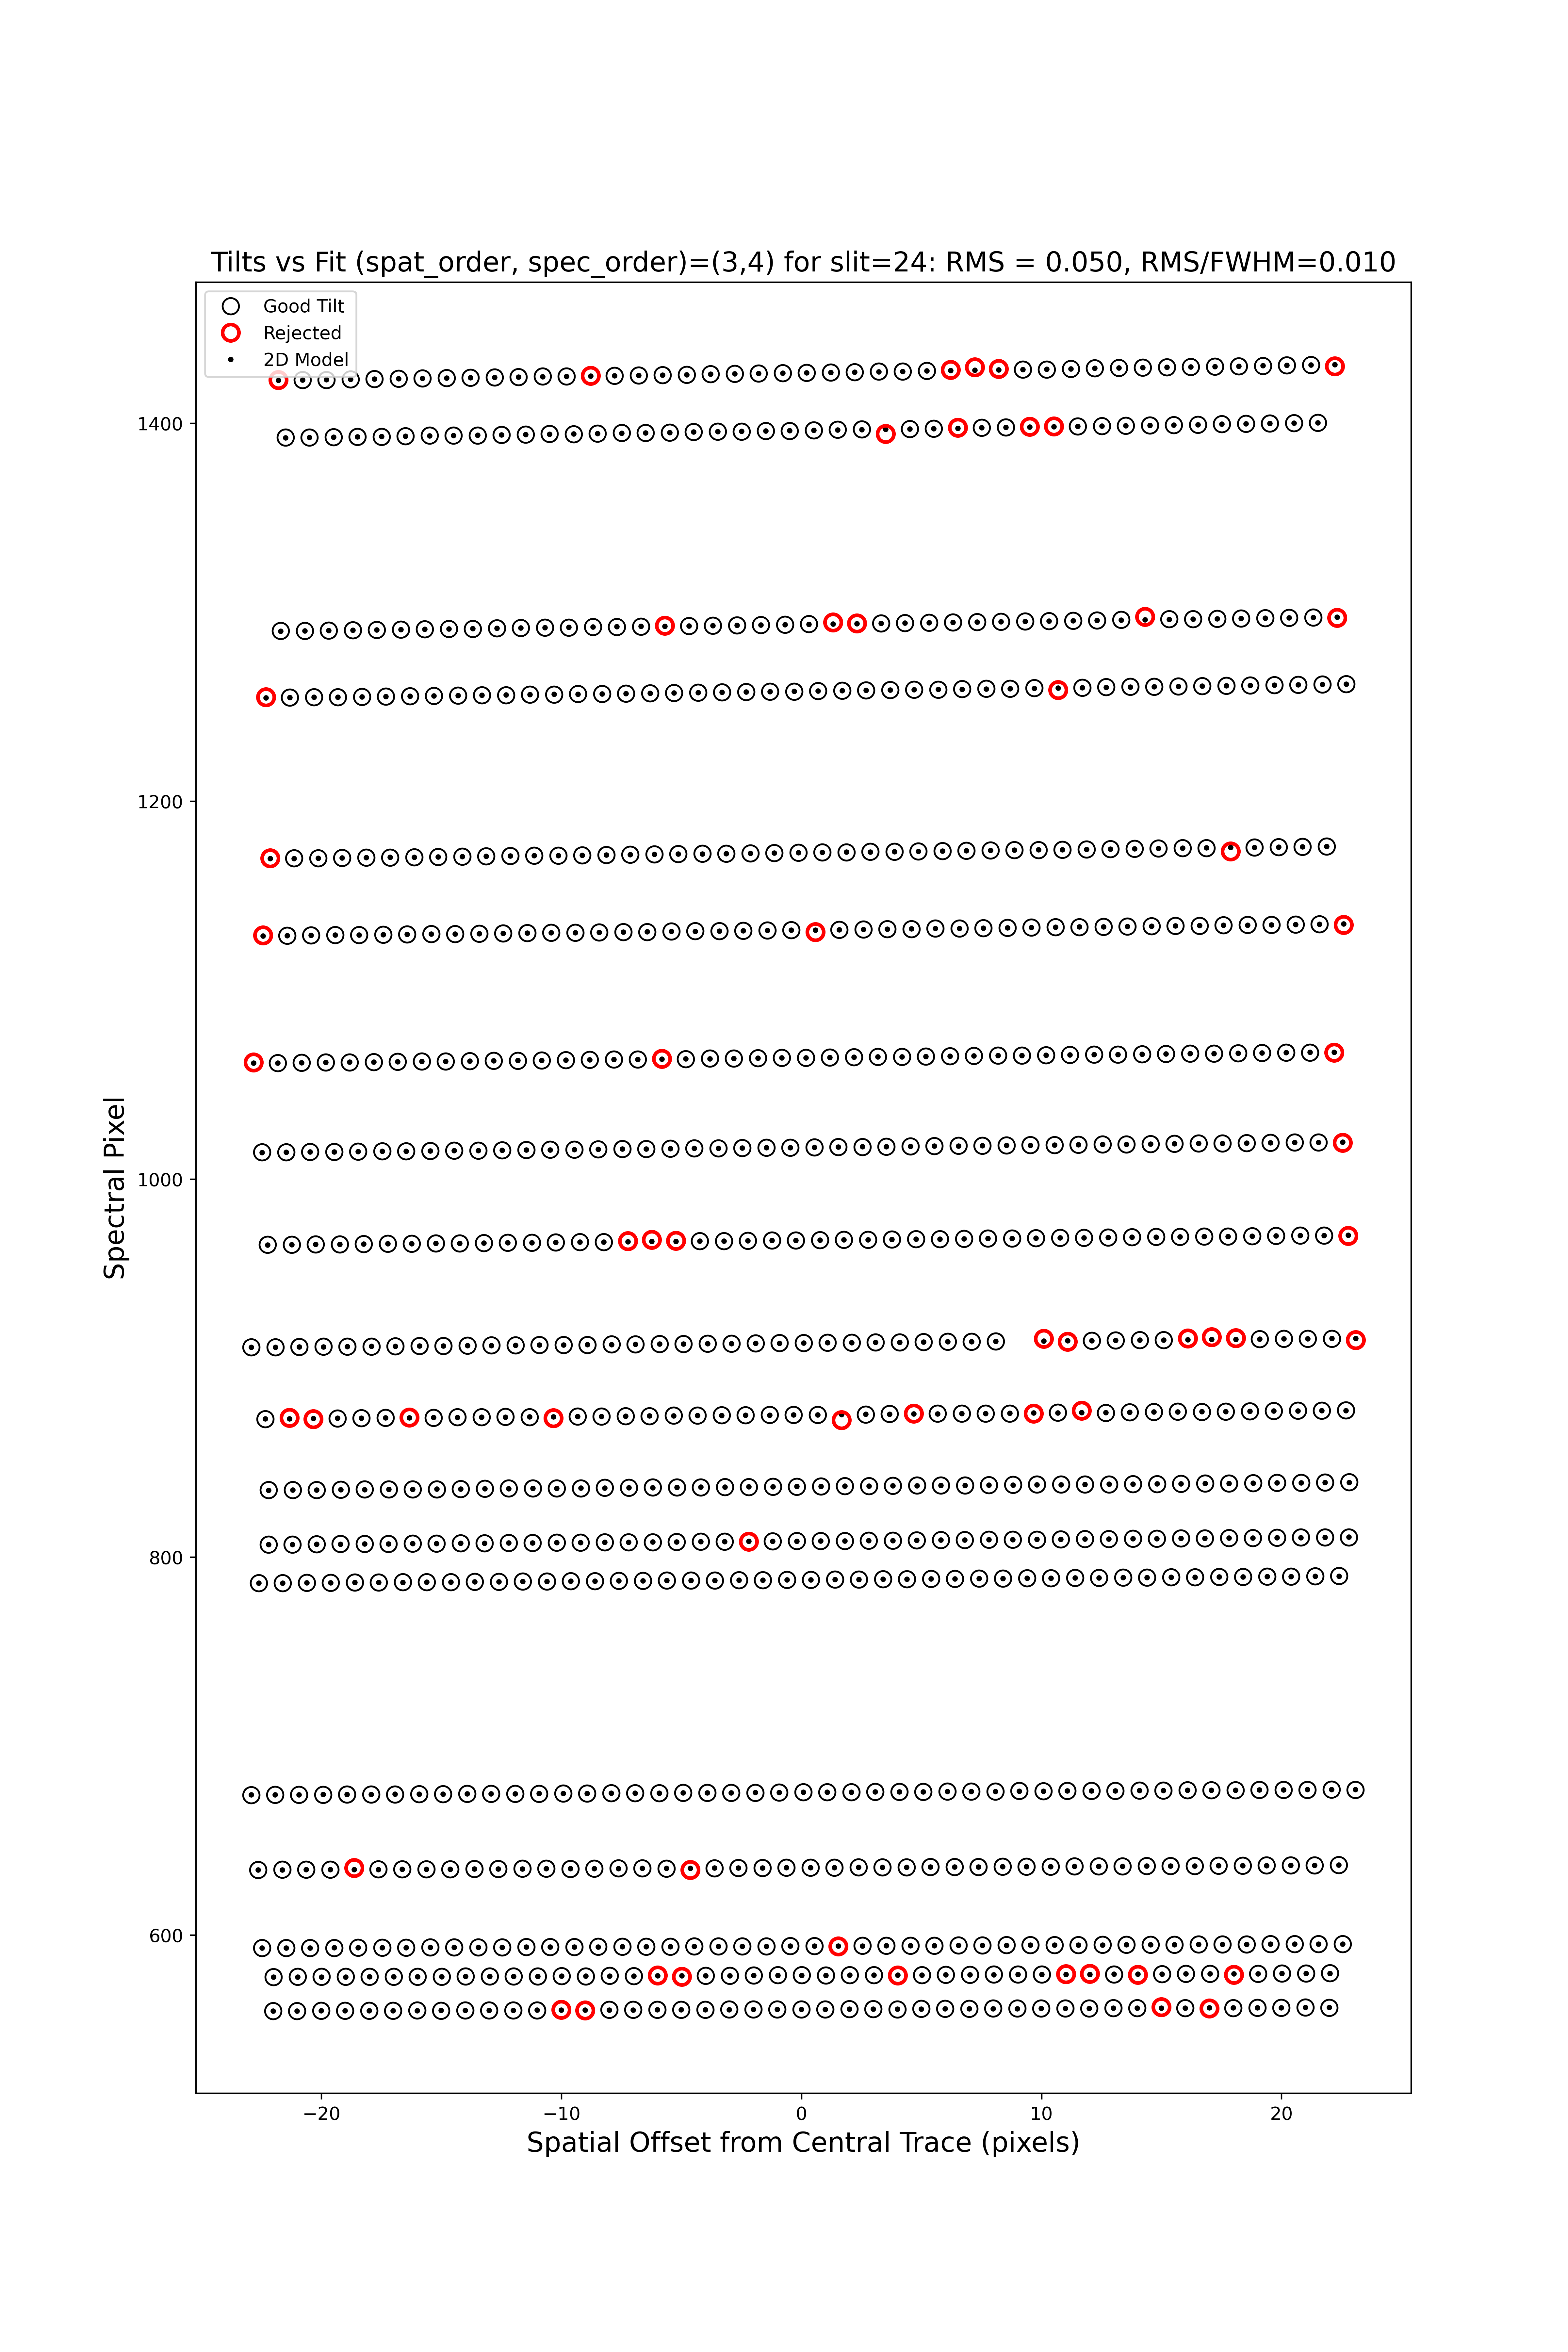 Tilts vs Fit (spat_order, spec_order)=(3,4) for slit=24: RMS = 0.050, RMS/FWHM=0.010
Good Tilt
Rejected
2D Model
1400
1200
1000
800
600
Spectral Pixel
−20
−10
0
10
20
Spatial Offset from Central Trace (pixels)